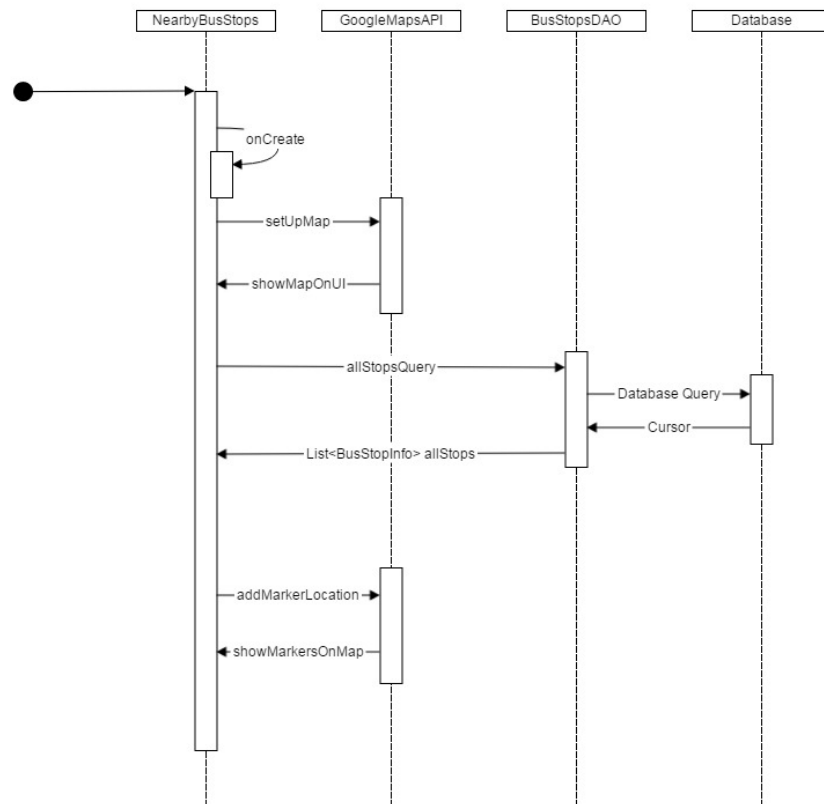 NearbyBusStops
GoogleMapsAPI
BusStopsDAO
Database
onCreate
setUpMap
showMapOnUI
allStopsQuery
Database Query
Cursor
List<BusStopInfo> allStops
addMarkerLocation
showMarkersOnMap